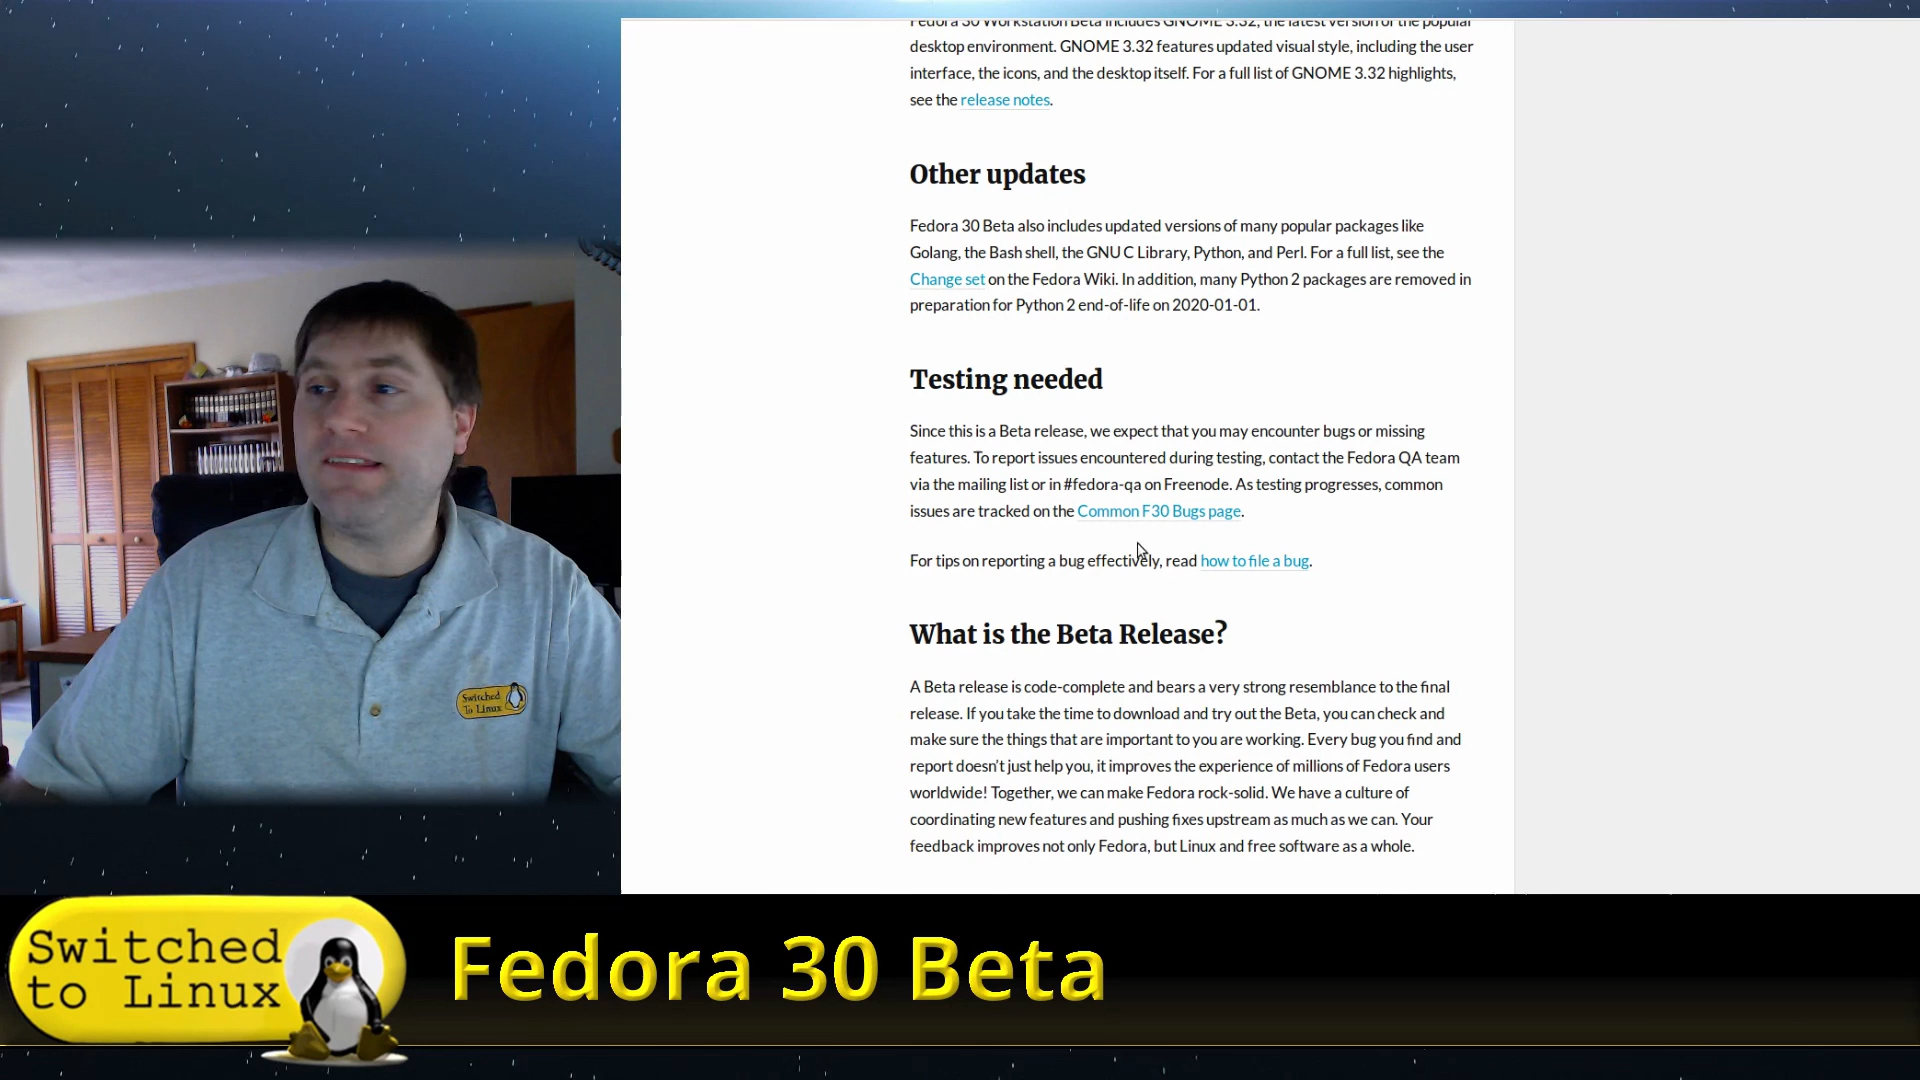 Fedora 30 Workstation Beta includes GNOME 3.32, the latest version of the popular
desktop environment. GNOME 3.32 features updated visual style, including the user
interface, the icons, and the desktop itself. For a full list of GNOME 3.32 highlights,
see the release notes.
Other updates
Fedora 30 Beta also includes updated versions of many popular packages like
Golang, the Bash shell, the GNU C Library, Python, and Perl. For a full list, see the
Change set on the Fedora Wiki. In addition, many Python 2 packages are removed in
preparation for Python 2 end-of-life on 2020-01-01.
Testing needed
Since this is a Beta release, we expect that you may encounter bugs or missing
features. To report issues encountered during testing, contact the Fedora QA team
via the mailing list or in #fedora-qa on Freenode. As testing progresses, common
issues are tracked on the Common F30 Bugs page.
For tips on reporting a bug effectively, read how to file a bug.
What is the Beta Release?
A Beta release is code-complete and bears a very strong resemblance to the final
release. If you take the time to download and try out the Beta, you can check and
make sure the things that are important to you are working. Every bug you find and
report doesn't just help you, it improves the experience of millions of Fedora users
worldwide! Together, we can make Fedora rock-solid. We have a culture of
coordinating new features and pushing fixes upstream as much as we can. Your
feedback improves not only Fedora, but Linux and free software as a whole.
Switched
To Linux
Switched
to Linux
Fedora 30 Beta